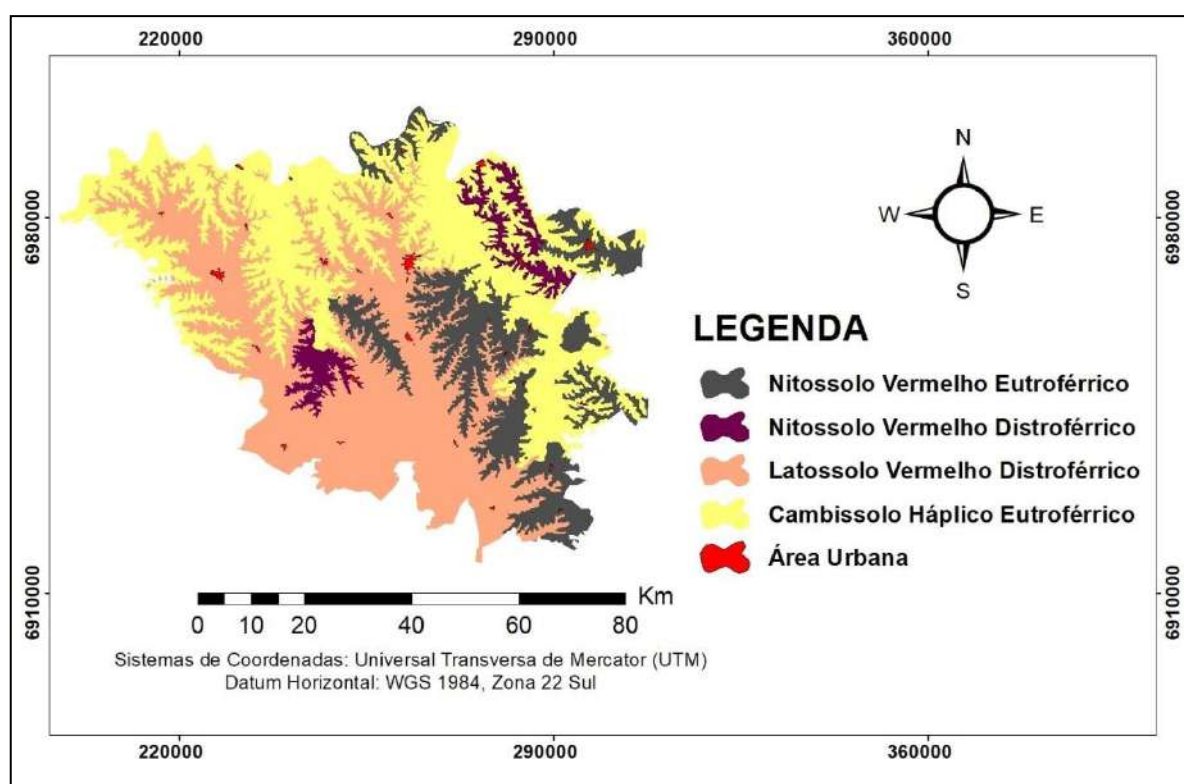 220000 290000 360000
N
W E
S
6980000
6980000
LEGENDA
Nitossolo Vermelho Eutroférrico
Nitossolo Vermelho Distroférrico
Latossolo Vermelho Distroférrico
Cambissolo Háplico Eutroférrico
Área Urbana
6910000
6910000
Km
0 10 20 40 60 80
Sistemas de Coordenadas: Universal Transversa de Mercator (UTM)
Datum Horizontal: WGS 1984, Zona 22 Sul
220000 290000 360000